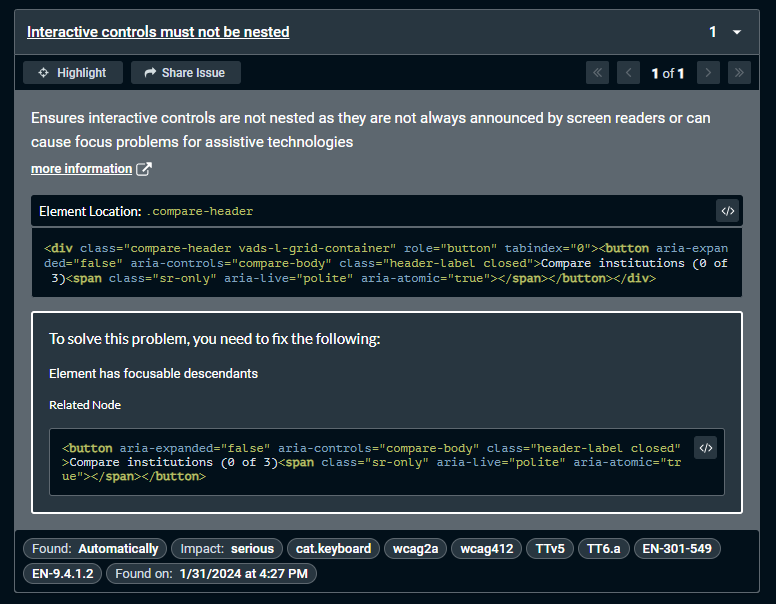 Interactive controls must not be nested 1
Highlight Share Issue 1 of 1
Ensures interactive controls are not nested as they are not always announced by screen readers or can
cause focus problems for assistive technologies
more information
Element Location: .compare-header </>
<div class="compare-header vads-l-grid-container" role="button" tabindex="0"><button aria-expan
ded="false" aria-controls="compare-body" class="header-label closed">Compare institutions (0 of
3)<span class="sr-only" aria-live="polite" aria-atomic="true"></span></button></div>
To solve this problem, you need to fix the following:
Element has focusable descendants
Related Node
<button aria-expanded="false" aria-controls="compare-body" class="header-label closed" </>
>Compare institutions (0 of 3)<span class="sr-only" aria-live="polite" aria-atomic="tr
ue"></span></button>
Found: Automatically Impact: serious cat.keyboard wcag2a wcag412 TTv5 TT6.a EN-301-549
EN-9.4.1.2 Found on: 1/31/2024 at 4:27 PM